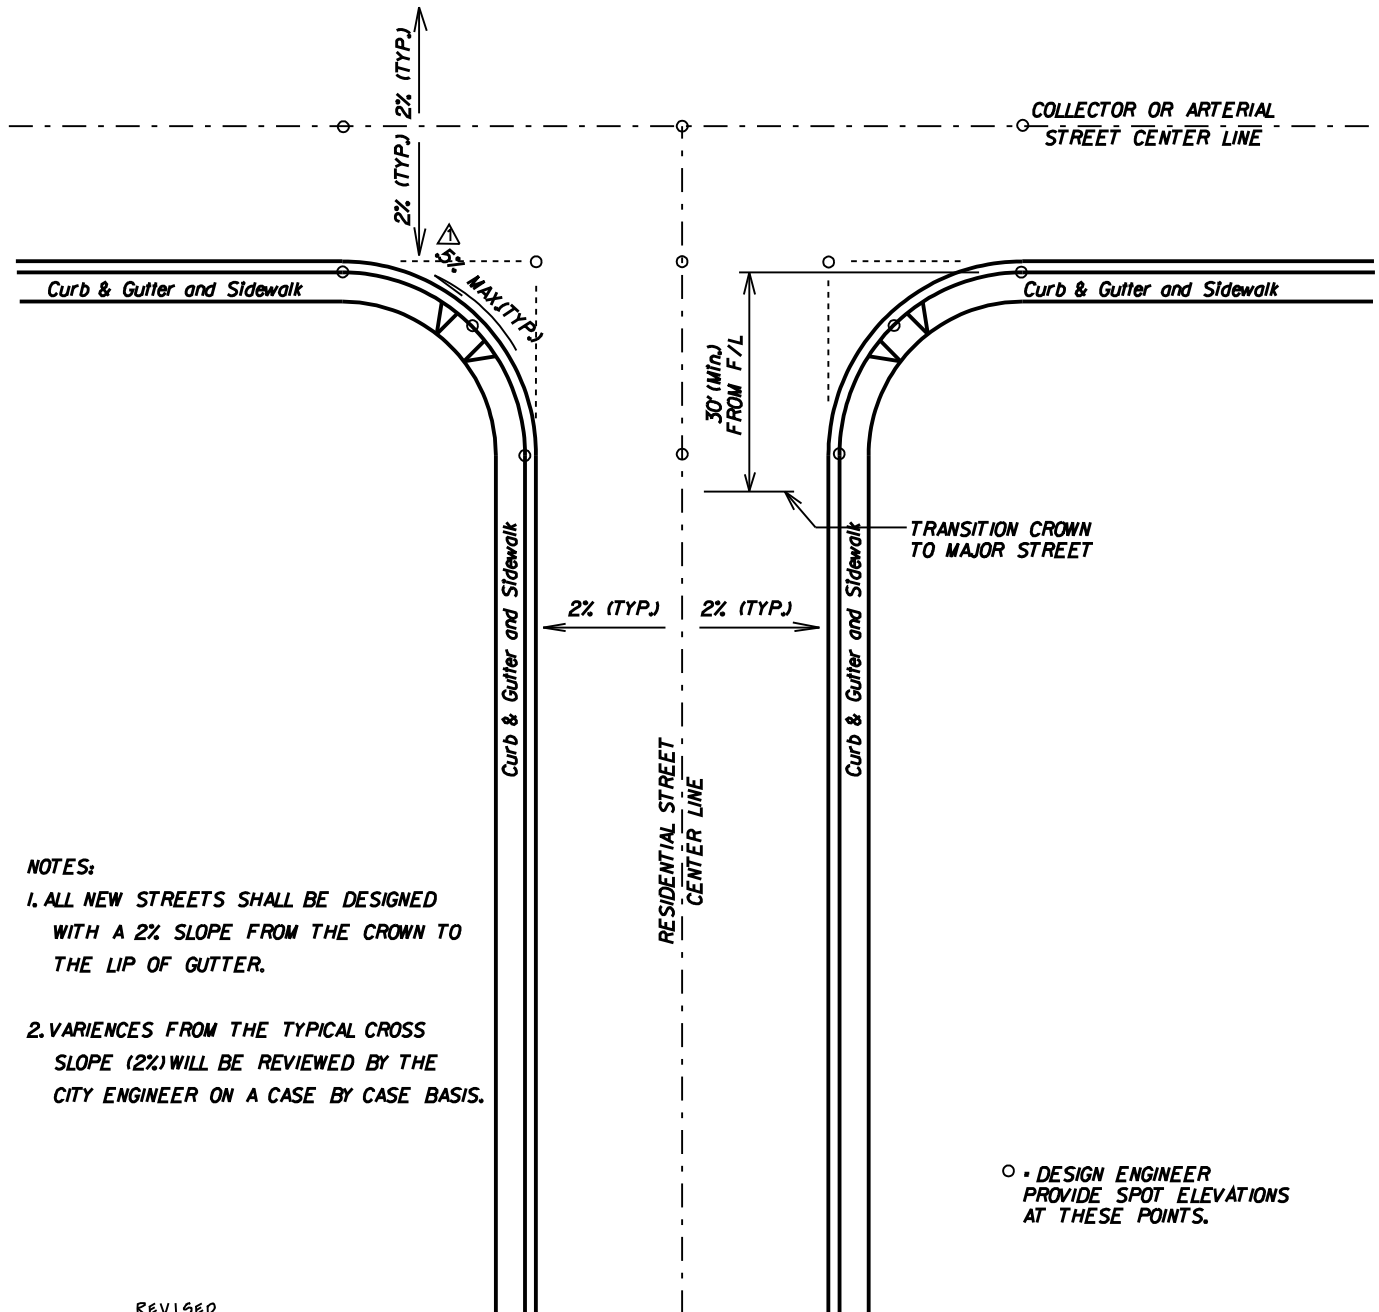 2% (TYP.)
2% (TYP.)
COLLECTOR OR ARTERIAL
STREET CENTER LINE
1
.5% MAX.(TYP.)
Curb & Gutter and Sidewalk
Curb & Gutter and Sidewalk
30' (Min.)
FROM F/L
TRANSITION CROWN
TO MAJOR STREET
Curb & Gutter and Sidewalk
Curb & Gutter and Sidewalk
2% (TYP.)
2% (TYP.)
RESIDENTIAL STREET
CENTER LINE
NOTES:
1. ALL NEW STREETS SHALL BE DESIGNED
WITH A 2% SLOPE FROM THE CROWN TO
THE LIP OF GUTTER.
2. VARIENCES FROM THE TYPICAL CROSS
SLOPE (2%) WILL BE REVIEWED BY THE
CITY ENGINEER ON A CASE BY CASE BASIS.
- DESIGN ENGINEER
PROVIDE SPOT ELEVATIONS
AT THESE POINTS.
REVISED